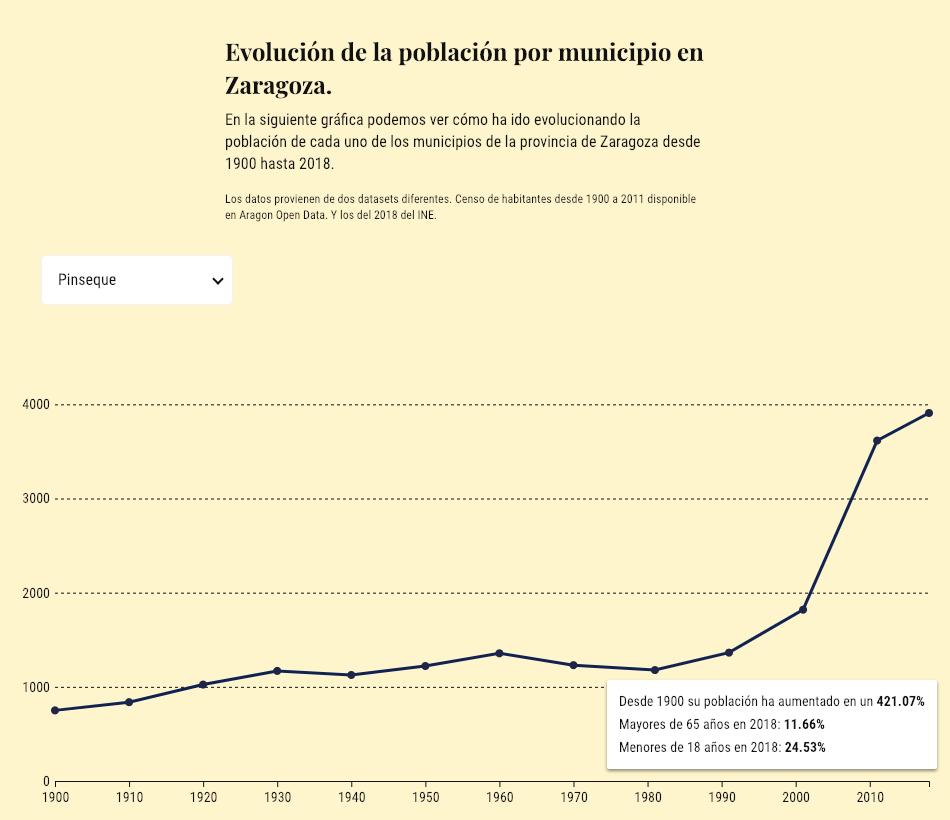 Evolución de la población por municipio en
Zaragoza.
En la siguiente gráfica podemos ver cómo ha ido evolucionando la
población de cada uno de los municipios de la provincia de Zaragoza desde
1900 hasta 2018.
Los datos provienen de dos datasets diferentes. Censo de habitantes desde 1900 a 2011 disponible
en Aragon Open Data. Y los del 2018 del INE.
Pinseque
4000
3000
2000
1000
Desde 1900 su población ha aumentado en un 421.07%
Mayores de 65 años en 2018: 11.66%
Menores de 18 años en 2018: 24.53%
0
1900 1910 1920 1930 1940 1950 1960 1970 1980 1990 2000 2010